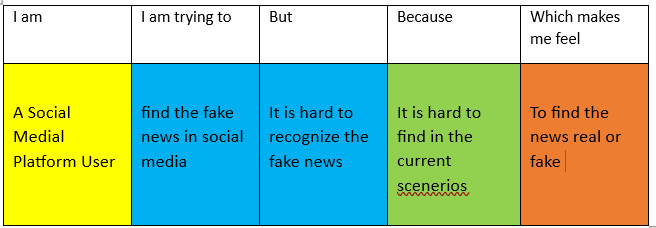 I am
I am trying to
But
Because
Which makes
me feel
A Social
Medial
Platform User
find the fake
news in social
media
It is hard to
recognize the
fake news
It is hard to
find in the
current
scenerios
To find the
news real or
fake